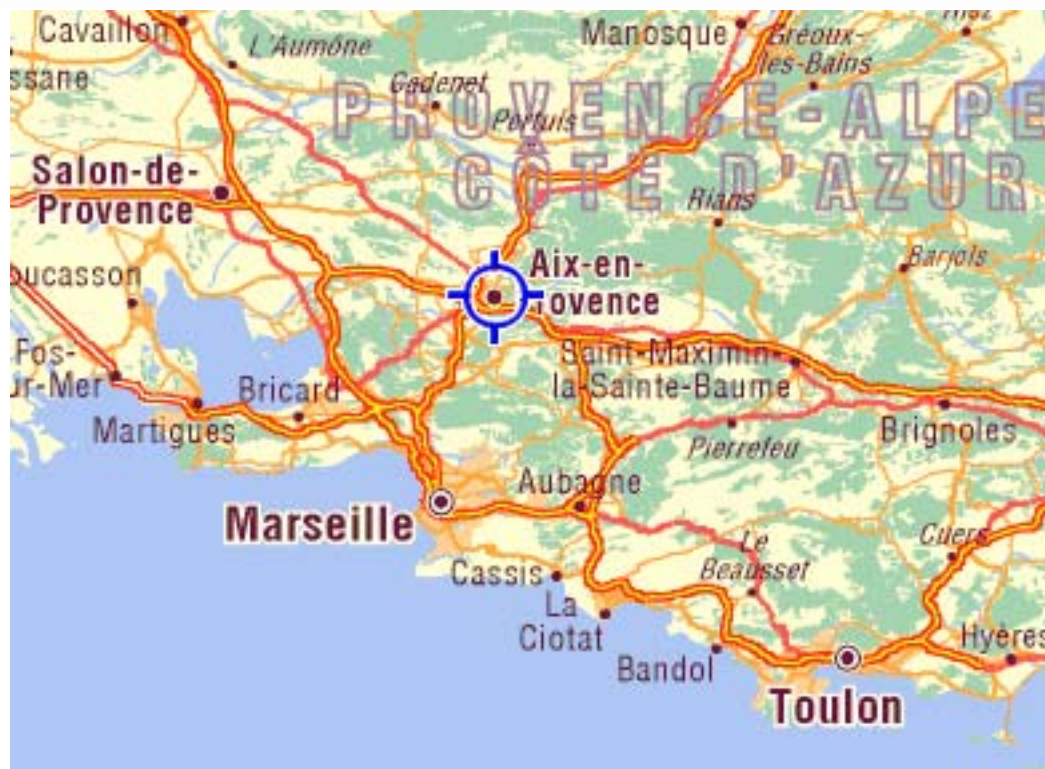 Cavaillon
L'Aumône
Manosque
Gréoux-
les-Bains
ssane
Cadenet
PROVENCE-ALPE
Pertuis
CÔTE D'AZUR
Salon-de-
Provence
Rians
Barjols
oucasson
Aix-en-
rovence
Fos-
ur-Mer
Bricard
Saint-Maximin-
la-Sainte-Baume
Martigues
Pierrefeu
Brignoles
Aubagne
Marseille
Cuers
Le
Beausset
Cassis
La
Ciotat
Hyères
Bandol
Toulon